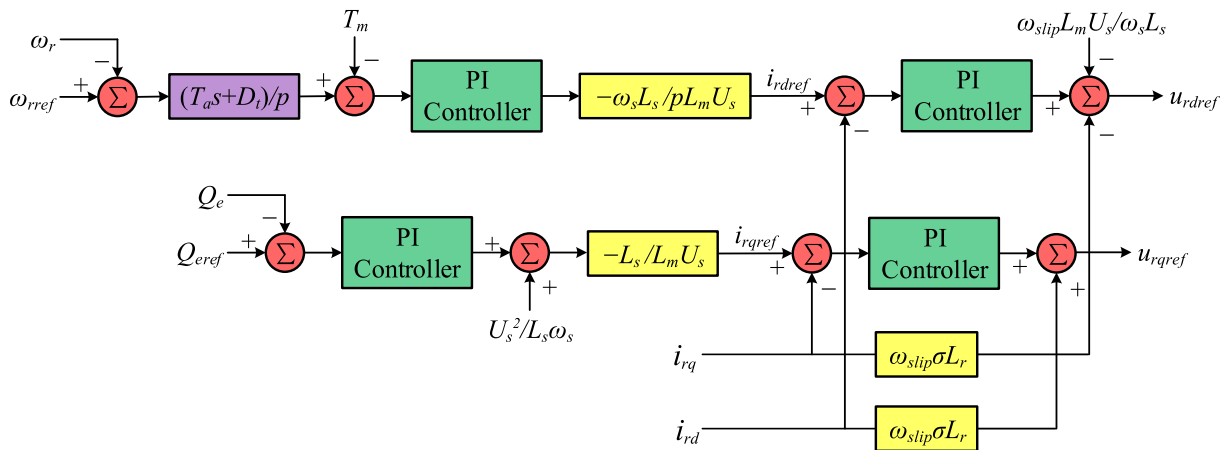 T_m
ω_slip L_m U_s/ω_s L_s
ω_r
−
−
−
ω_rref
+
Σ
(T_a s+D_t)/p
+
Σ
PI
Controller
−ω_s L_s/pL_m U_s
i_rdref
+
Σ
−
PI
Controller
+
Σ
−
u_rdref
Q_e
−
Q_eref
+
Σ
PI
Controller
+
Σ
+
−L_s/L_m U_s
i_rqref
+
Σ
−
PI
Controller
+
Σ
+
u_rqref
U_s²/L_s ω_s
i_rq
ω_slip σL_r
i_rd
ω_slip σL_r